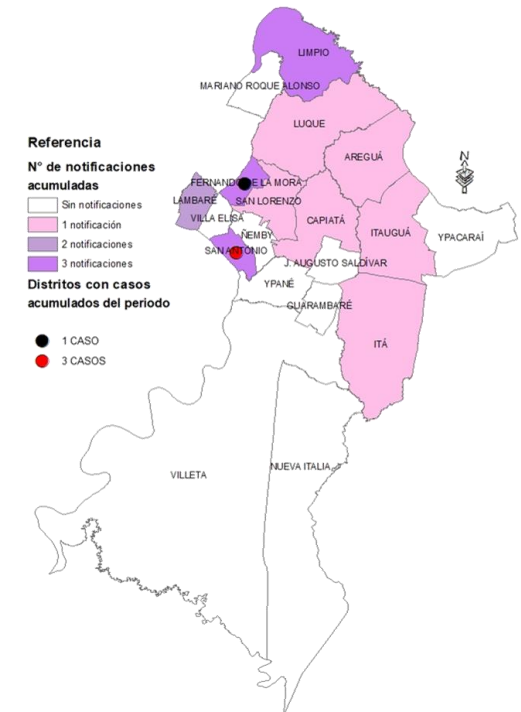 LIMPIO
MARIANO ROQUE ALONSO
LUQUE
AREGUÁ
Referencia
N° de notificaciones
acumuladas
Sin notificaciones
1 notificación
2 notificaciones
3 notificaciones
Distritos con casos
acumulados del periodo
1 CASO
3 CASOS
N
FERNANDO DE LA MORA
LAMBARÉ
SAN LORENZO
VILLA ELISA
CAPIATÁ
ÑEMBY
ITAUGUÁ
YPACARAÍ
SAN ANTONIO
J. AUGUSTO SALDÍVAR
YPANÉ
GUARAMBARÉ
ITÁ
VILLETA
NUEVA ITALIA